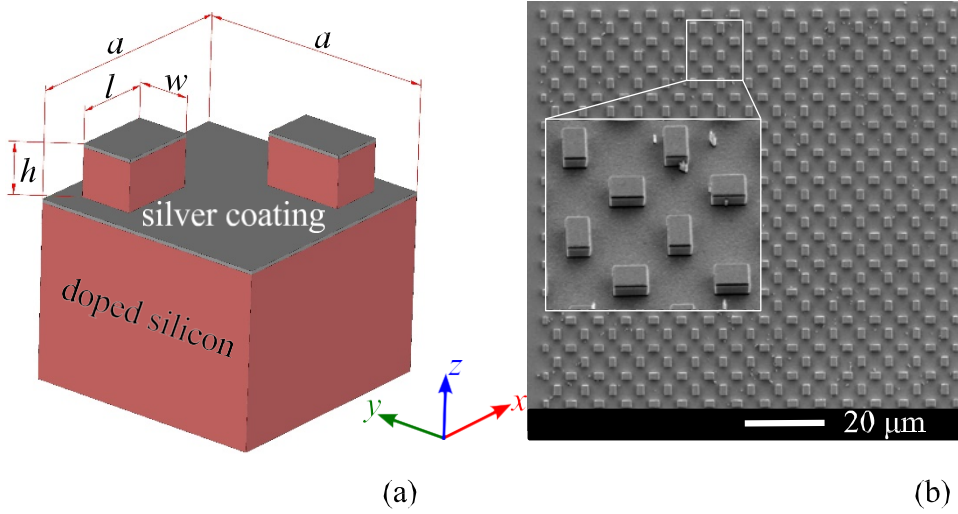 a
a
l
w
h
silver coating
doped silicon
z
x
y
20 μm
(a)
(b)